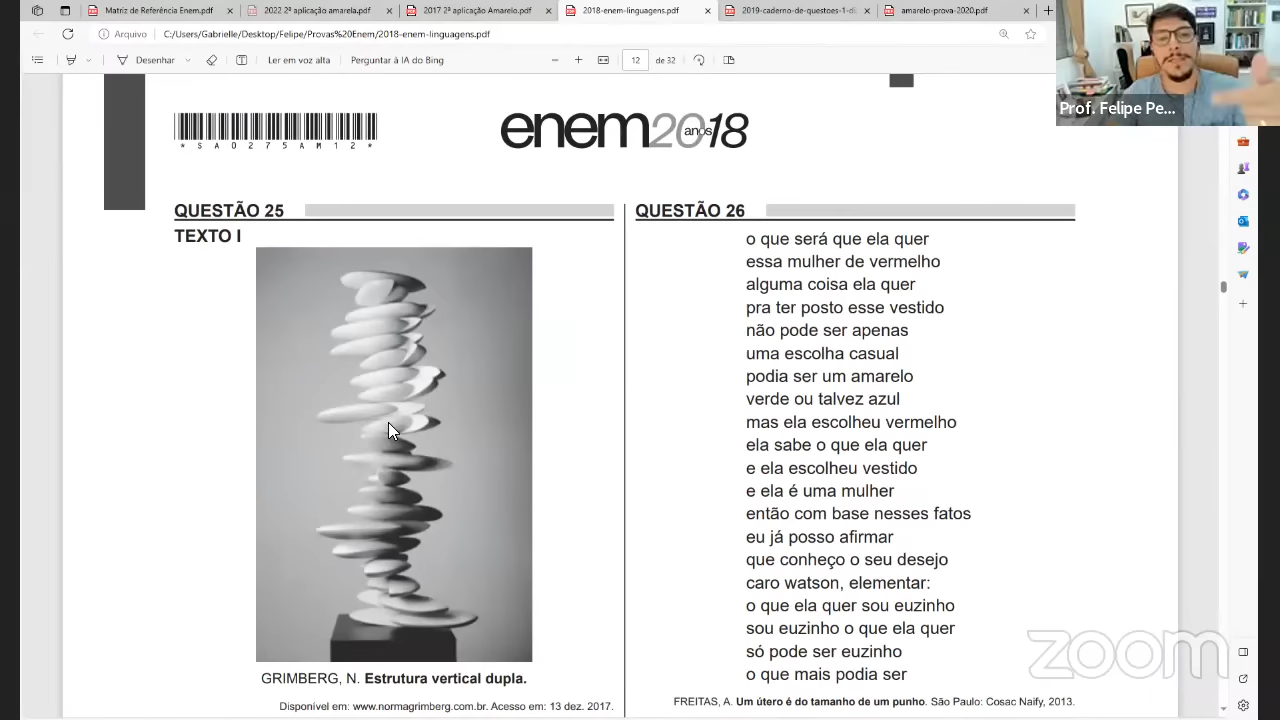 Matriz de Referência Enem.pdf
2022 2ª aplicação amarela.pdf
2017 2ª aplicação Amarelo.pdf
2018-enem-linguagens.pdf
2019-caderno-de-questoes-1-di
amarelo-prova-2020.pdf
Arquivo
C:/Users/Gabrielle/Desktop/Felipe/Provas%20Enem/2018-enem-linguagens.pdf
Desenhar
Ler em voz alta
Perguntar à IA do Bing
12
de 32
Prof. Felipe Pe...
*SA0275AM12*
enem20anos18
QUESTÃO 25
TEXTO I
GRIMBERG, N. Estrutura vertical dupla.
Disponível em: www.normagrimberg.com.br. Acesso em: 13 dez. 2017.
QUESTÃO 26
o que será que ela quer
essa mulher de vermelho
alguma coisa ela quer
pra ter posto esse vestido
não pode ser apenas
uma escolha casual
podia ser um amarelo
verde ou talvez azul
mas ela escolheu vermelho
ela sabe o que ela quer
e ela escolheu vestido
e ela é uma mulher
então com base nesses fatos
eu já posso afirmar
que conheço o seu desejo
caro watson, elementar:
o que ela quer sou euzinho
sou euzinho o que ela quer
só pode ser euzinho
o que mais podia ser
FREITAS, A. Um útero é do tamanho de um punho. São Paulo: Cosac Naify, 2013.
zoom